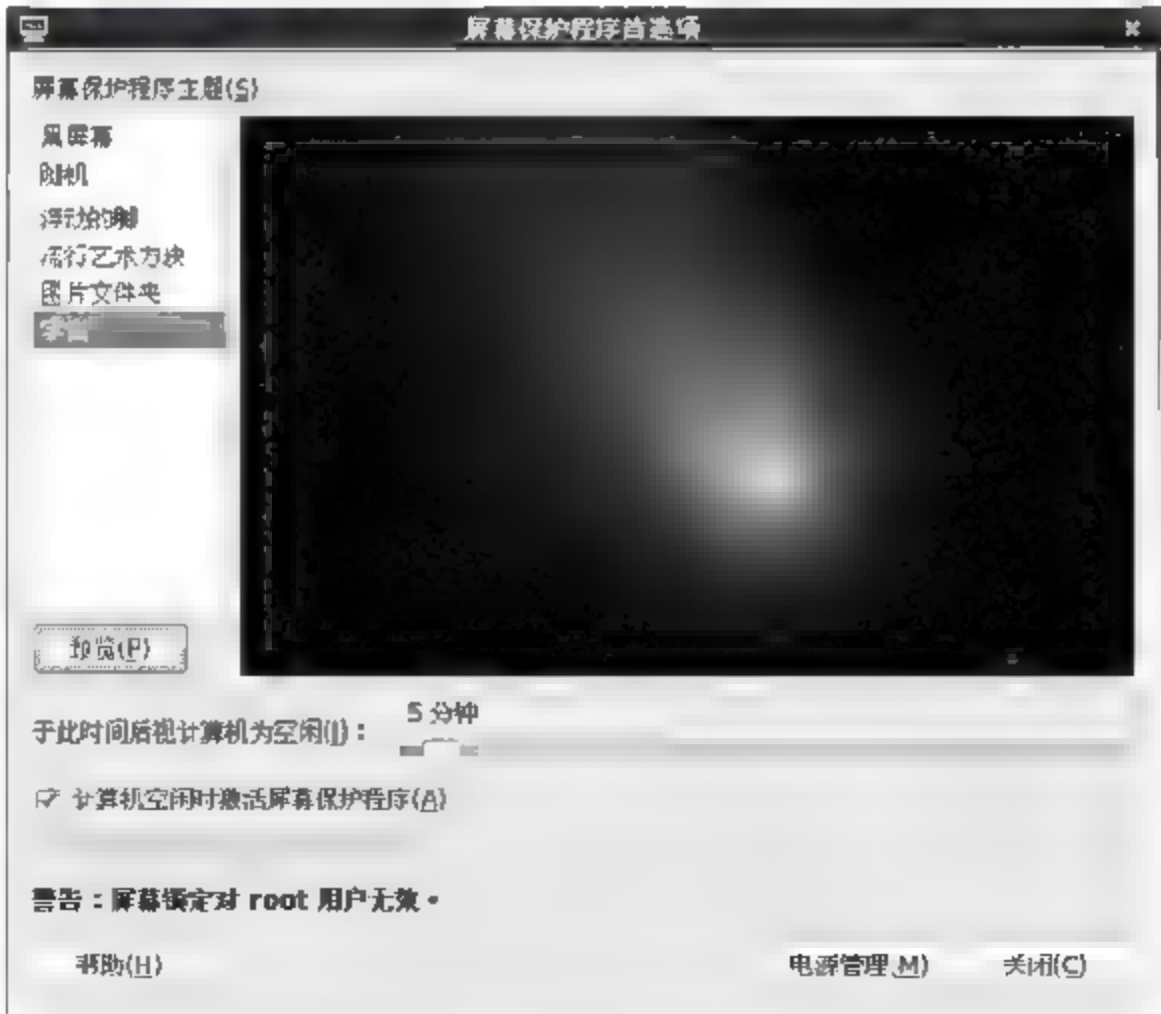 屏幕保护程序首选项
屏幕保护程序主题(S)
黑屏幕
随机
流行艺术方块
图片文件夹
宇宙
预览(P)
于此时间后视计算机为空闲(I)：
5 分钟
计算机空闲时激活屏幕保护程序(A)
警告：屏幕锁定对 root 用户无效。
帮助(H)
电源管理(M)
关闭(C)